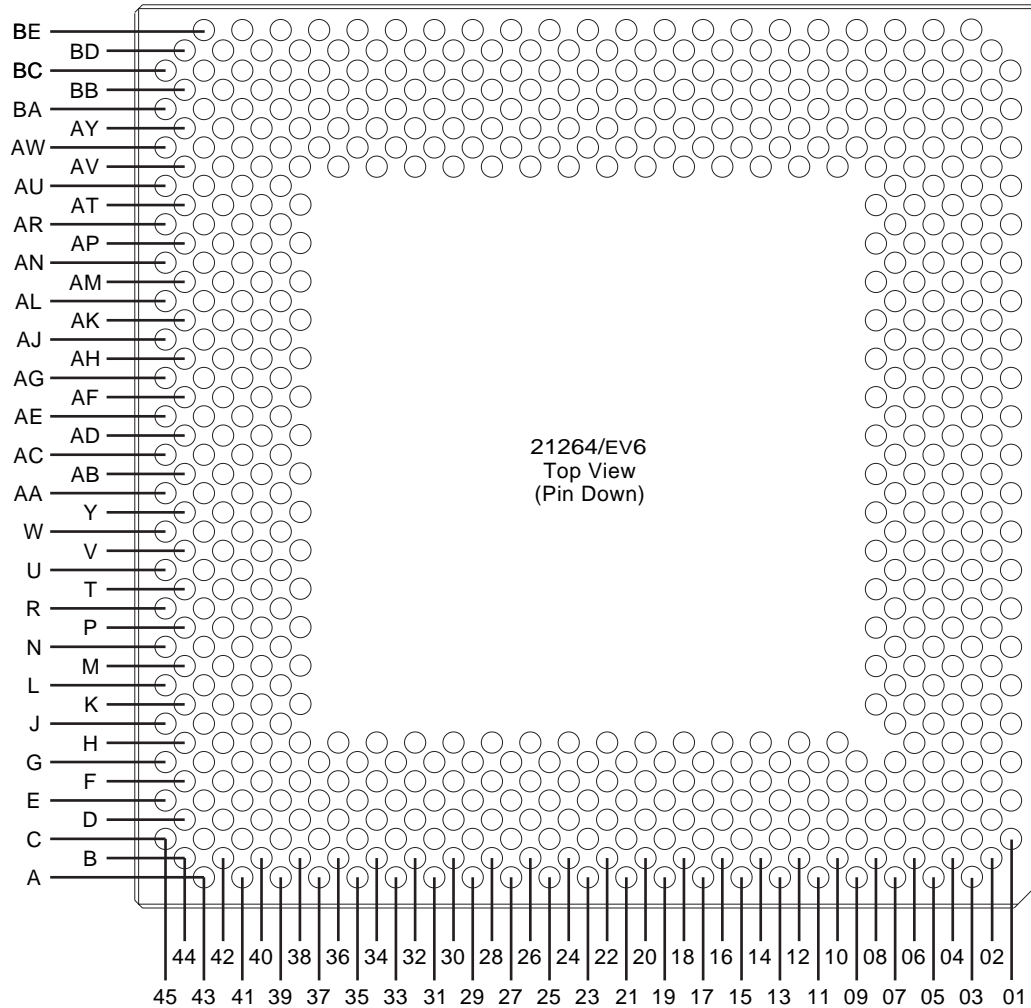 BE
BD
BC
BB
BA
AY
AW
AV
AU
AT
AR
AP
AN
AM
AL
AK
AJ
AH
AG
AF
AE
AD
AC
AB
AA
Y
W
V
U
T
R
P
N
M
L
K
J
H
G
F
E
D
C
B
A
21264/EV6
Top View
(Pin Down)
44 42 40 38 36 34 32 30 28 26 24 22 20 18 16 14 12 10 08 06 04 02
45 43 41 39 37 35 33 31 29 27 25 23 21 19 17 15 13 11 09 07 05 03 01